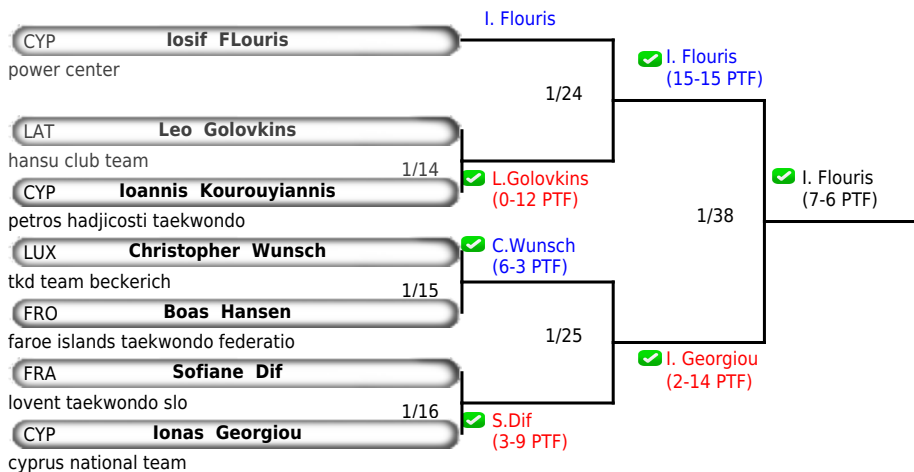 I. Flouris
CYP Iosif FLouris
power center
I. Flouris
(15-15 PTF)
1/24
LAT Leo Golovkins
hansu club team
1/14
L.Golovkins
(0-12 PTF)
CYP Ioannis Kourouyiannis
petros hadjicosti taekwondo
I. Flouris
(7-6 PTF)
1/38
LUX Christopher Wunsch
tkd team beckerich
C.Wunsch
(6-3 PTF)
1/15
FRO Boas Hansen
faroe islands taekwondo federatio
1/25
I. Georgiou
(2-14 PTF)
FRA Sofiane Dif
lovent taekwondo slo
1/16
S.Dif
(3-9 PTF)
CYP Ionas Georgiou
cyprus national team